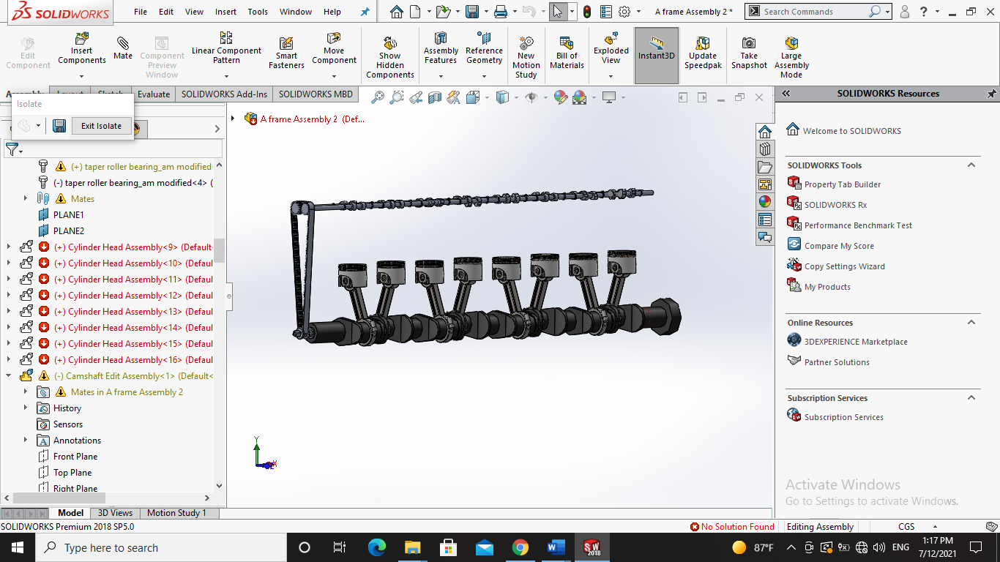 SOLIDWORKS
File Edit View Insert Tools Window Help
A frame Assembly 2 *
Search Commands
Edit Component
Insert Components
Mate
Component Preview Window
Linear Component Pattern
Smart Fasteners
Move Component
Show Hidden Components
Assembly Features
Reference Geometry
New Motion Study
Bill of Materials
Exploded View
Instant3D
Update Speedpak
Take Snapshot
Large Assembly Mode
Evaluate SOLIDWORKS Add-Ins SOLIDWORKS MBD
Isolate
Exit Isolate
A frame Assembly 2 (Def...
(+) taper roller bearing_am modified
(-) taper roller bearing_am modified<4> (
Mates
PLANE1
PLANE2
(+) Cylinder Head Assembly<9> (Default
(+) Cylinder Head Assembly<10> (Defaul
(+) Cylinder Head Assembly<11> (Defaul
(+) Cylinder Head Assembly<12> (Defaul
(+) Cylinder Head Assembly<13> (Defaul
(+) Cylinder Head Assembly<14> (Defaul
(+) Cylinder Head Assembly<15> (Defaul
(+) Cylinder Head Assembly<16> (Defaul
(-) Camshaft Edit Assembly<1> (Default<
Mates in A frame Assembly 2
History
Sensors
Annotations
Front Plane
Top Plane
Right Plane
Y
X
Z
SOLIDWORKS Resources
Welcome to SOLIDWORKS
SOLIDWORKS Tools
Property Tab Builder
SOLIDWORKS Rx
Performance Benchmark Test
Compare My Score
Copy Settings Wizard
My Products
Online Resources
3DEXPERIENCE Marketplace
Partner Solutions
Subscription Services
Subscription Services
Activate Windows
Go to Settings to activate Windows.
Model 3D Views Motion Study 1
SOLIDWORKS Premium 2018 SP5.0
No Solution Found
Editing Assembly
CGS
Type here to search
SW 2018
87°F
ENG
1:17 PM
7/12/2021